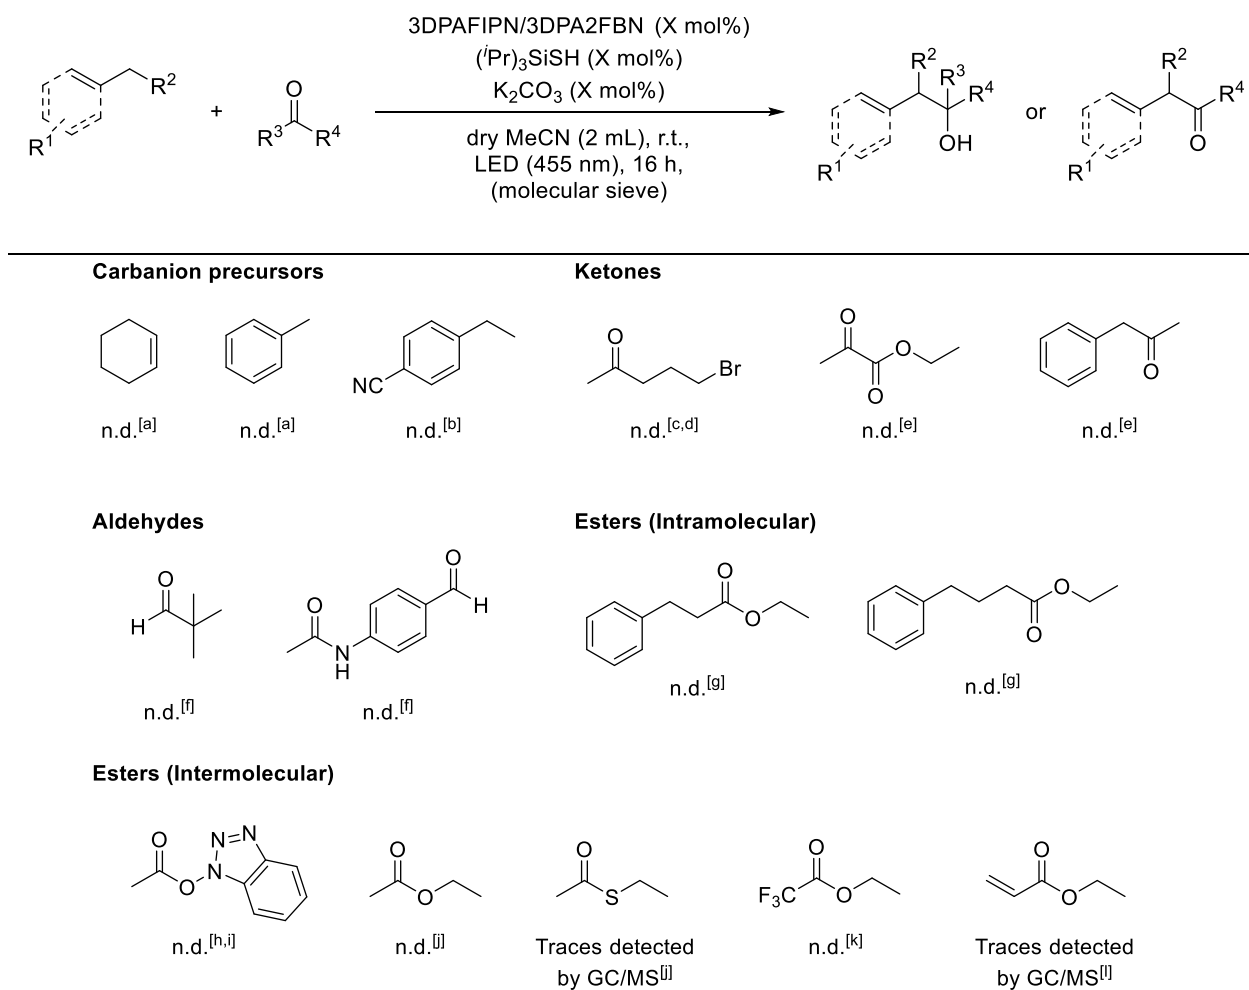 3DPAFIPN/3DPA2FBN (X mol%)
(ⁱPr)₃SiSH (X mol%)
K₂CO₃ (X mol%)
R¹ R² + O R³ R⁴
dry MeCN (2 mL), r.t.,
LED (455 nm), 16 h,
(molecular sieve)
R² R³ R⁴ OH R¹ or R² R⁴ O R¹
Carbanion precursors Ketones
NC O Br O O O O
n.d.[a] n.d.[a] n.d.[b] n.d.[c,d] n.d.[e] n.d.[e]
Aldehydes Esters (Intramolecular)
O H O N H O H O O O O
n.d.[f] n.d.[f] n.d.[g] n.d.[g]
Esters (Intermolecular)
O O N N N O O O S O F₃C O O O
n.d.[h,i] n.d.[j] Traces detected n.d.[k] Traces detected
by GC/MS[j] by GC/MS[l]